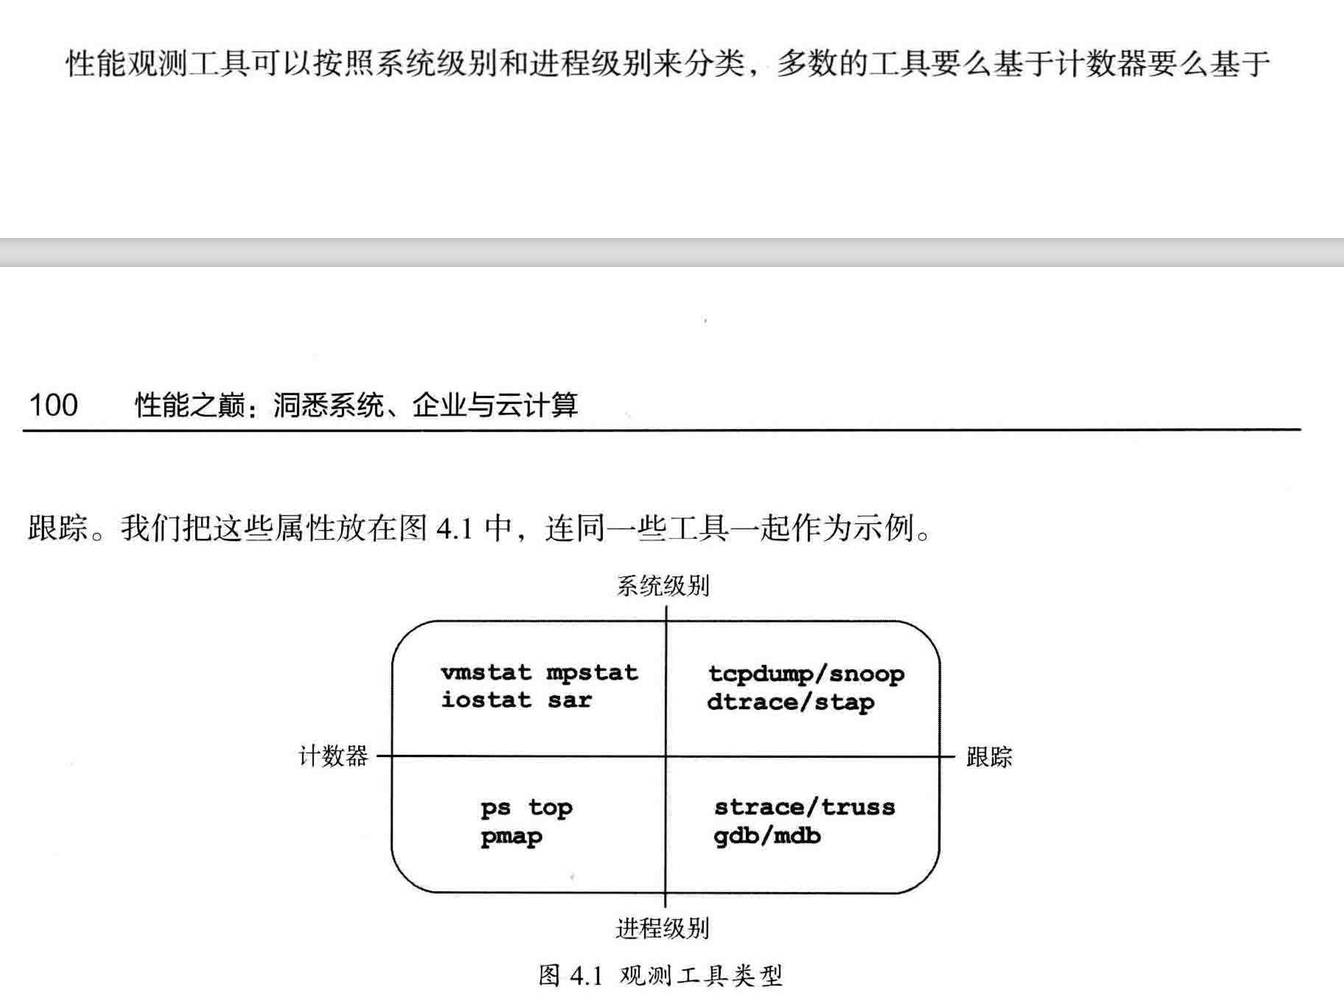 性能观测工具可以按照系统级别和进程级别来分类，多数的工具要么基于计数器要么基于
100 性能之巅：洞悉系统、企业与云计算
跟踪。我们把这些属性放在图 4.1 中，连同一些工具一起作为示例。
系统级别
vmstat mpstat
iostat sar
tcpdump/snoop
dtrace/stap
计数器
跟踪
ps top
pmap
strace/truss
gdb/mdb
进程级别
图 4.1 观测工具类型